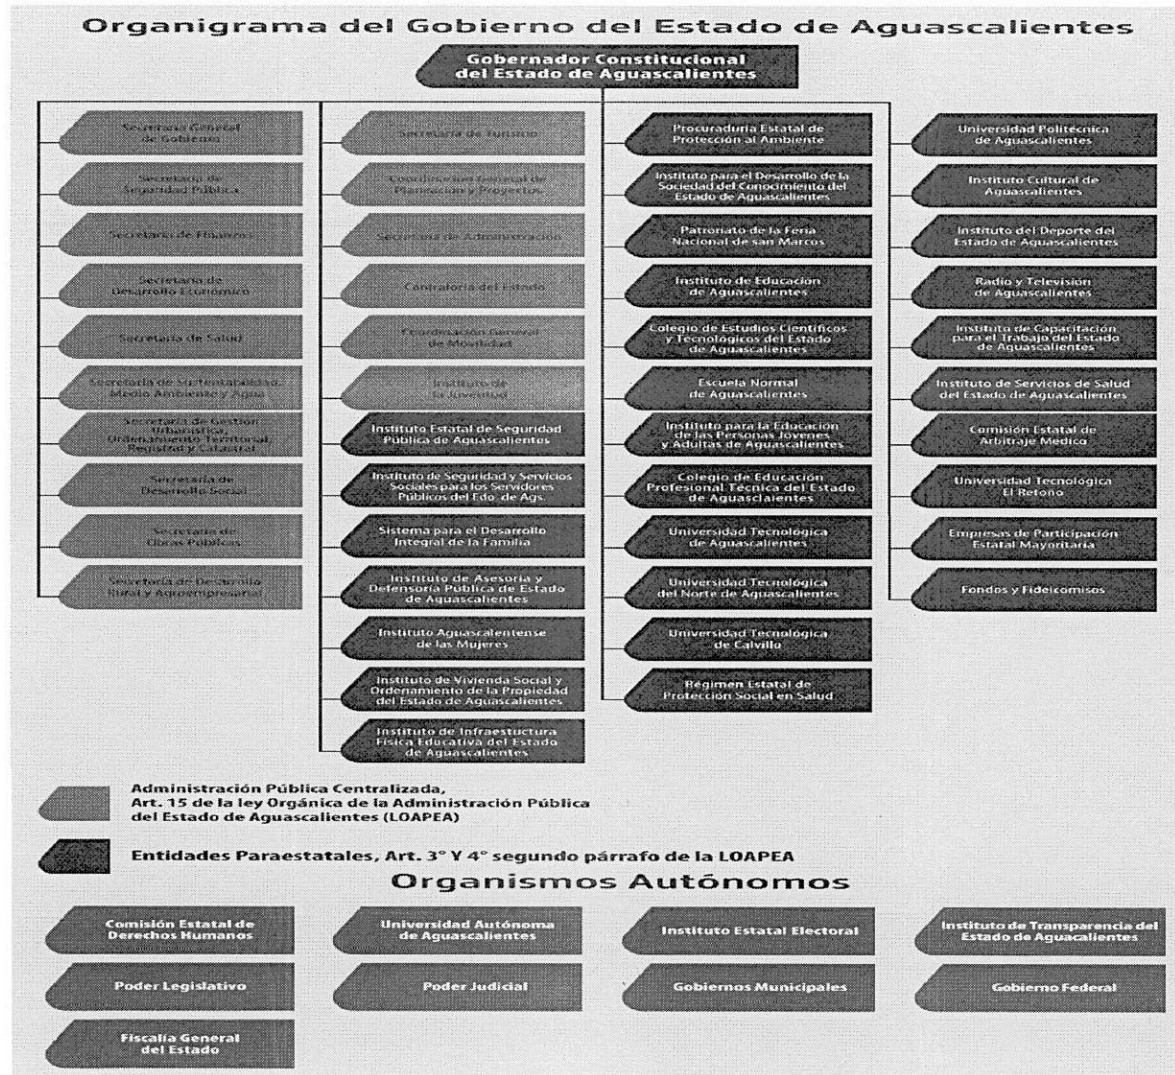 Organigrama del Gobierno del Estado de Aguascalientes
Gobernador Constitucional
del Estado de Aguascalientes
Secretaría General
de Gobierno
Secretaría de
Seguridad Pública
Secretaría de Finanzas
Secretaría de
Desarrollo Económico
Secretaría de Salud
Secretaría de Sustentabilidad,
Medio Ambiente y Agua
Secretaría de Gestión
Urbanística,
Ordenamiento Territorial,
Registral y Catastral
Secretaría de
Desarrollo Social
Secretaría de
Obras Públicas
Secretaría de Desarrollo
Rural y Agroempresarial
Secretaría de Turismo
Coordinación General de
Planeación y Proyectos
Secretaría de Administración
Contraloría del Estado
Coordinación General
de Movilidad
Instituto de
la Juventud
Instituto Estatal de Seguridad
Pública de Aguascalientes
Instituto de Seguridad y Servicios
Sociales para los Servidores
Públicos del Edo. de Ags.
Sistema para el Desarrollo
Integral de la Familia
Instituto de Asesoría y
Defensoría Pública de Estado
de Aguascalientes
Instituto Aguascalentense
de las Mujeres
Instituto de Vivienda Social y
Ordenamiento de la Propiedad
del Estado de Aguascalientes
Instituto de Infraestuctura
Física Educativa del Estado
de Aguascalientes
Procuraduría Estatal de
Protección al Ambiente
Instituto para el Desarrollo de la
Sociedad del Conocimiento del
Estado de Aguascalientes
Patronato de la Feria
Nacional de san Marcos
Instituto de Educación
de Aguascalientes
Colegio de Estudios Científicos
y Tecnológicos del Estado
de Aguascalientes
Escuela Normal
de Aguascalientes
Instituto para la Educación
de las Personas Jóvenes
y Adultas de Aguascalientes
Colegio de Educación
Profesional Técnica del Estado
de Aguasclaientes
Universidad Tecnológica
de Aguascalientes
Universidad Tecnológica
del Norte de Aguascalientes
Universidad Tecnológica
de Calvillo
Régimen Estatal de
Protección Social en Salud
Universidad Politécnica
de Aguascalientes
Instituto Cultural de
Aguascalientes
Instituto del Deporte del
Estado de Aguascalientes
Radio y Televisión
de Aguascalientes
Instituto de Capacitación
para el Trabajo del Estado
de Aguascalientes
Instituto de Servicios de Salud
del Estado de Aguascalientes
Comisión Estatal de
Arbitraje Medico
Universidad Tecnológica
El Retoño
Empresas de Participación
Estatal Mayoritaria
Fondos y Fideicomisos
Administración Pública Centralizada,
Art. 15 de la ley Orgánica de la Administración Pública
del Estado de Aguascalientes (LOAPEA)
Entidades Paraestatales, Art. 3° Y 4° segundo párrafo de la LOAPEA
Organismos Autónomos
Comisión Estatal de
Derechos Humanos
Universidad Autónoma
de Aguascalientes
Instituto Estatal Electoral
Instituto de Transparencia del
Estado de Aguacalientes
Poder Legislativo
Poder Judicial
Gobiernos Municipales
Gobierno Federal
Fiscalía General
del Estado